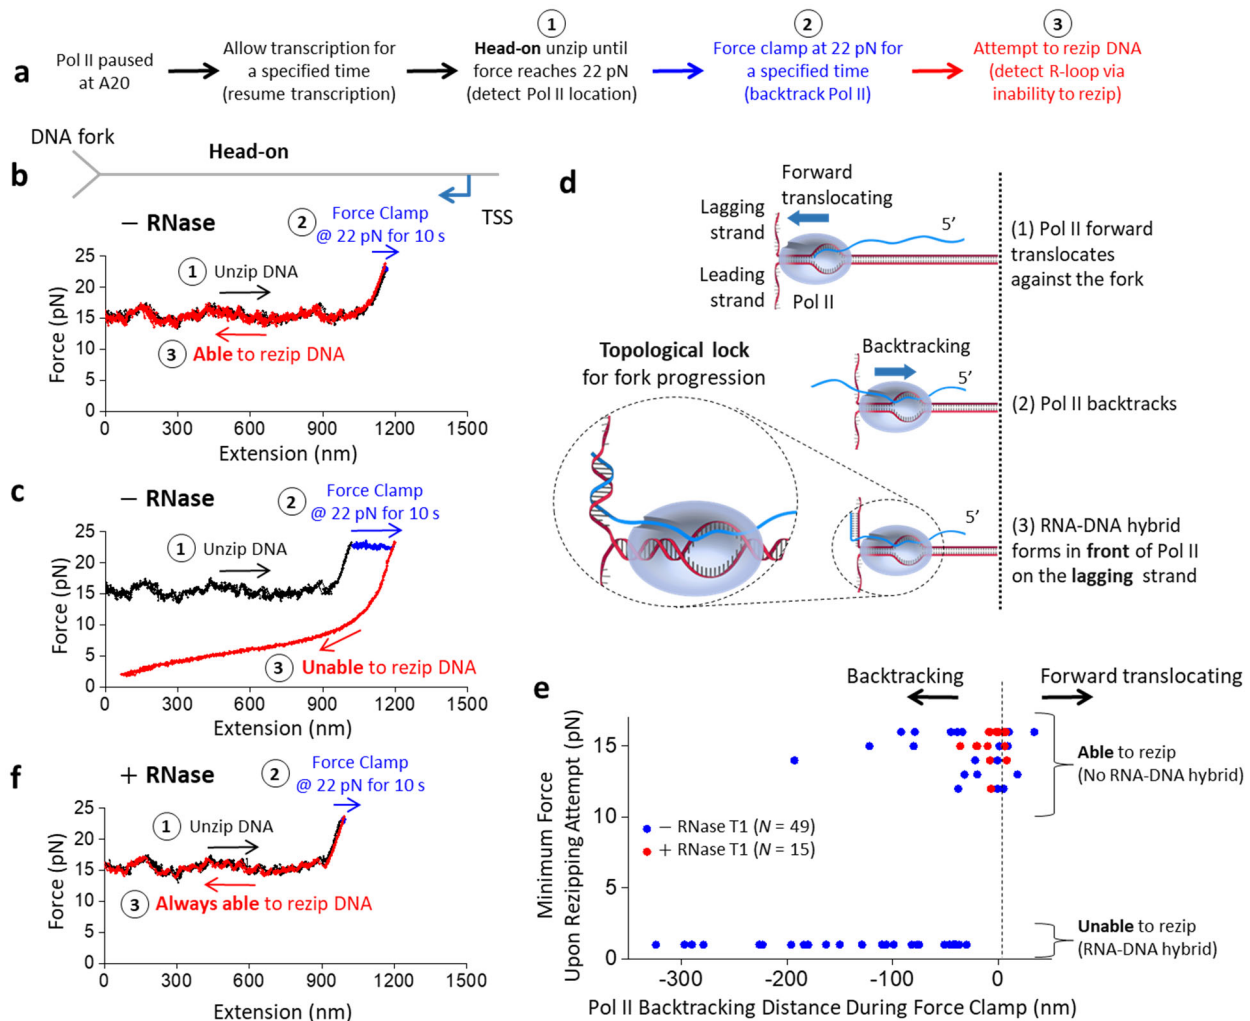 a
Pol II paused
at A20
Allow transcription for
a specified time
(resume transcription)
1
Head-on unzip until
force reaches 22 pN
(detect Pol II location)
2
Force clamp at 22 pN for
a specified time
(backtrack Pol II)
3
Attempt to rezip DNA
(detect R-loop via
inability to rezip)
b
DNA fork
Head-on
TSS
− RNase
2
Force Clamp
@ 22 pN for 10 s
1 Unzip DNA
3 Able to rezip DNA
Force (pN)
25
20
15
10
5
0
0 300 600 900 1200 1500
Extension (nm)
c
− RNase
2
Force Clamp
@ 22 pN for 10 s
1 Unzip DNA
3 Unable to rezip DNA
Force (pN)
25
20
15
10
5
0
0 300 600 900 1200 1500
Extension (nm)
f
+ RNase
2
Force Clamp
@ 22 pN for 10 s
1 Unzip DNA
3 Always able to rezip DNA
Force (pN)
25
20
15
10
5
0
0 300 600 900 1200 1500
Extension (nm)
d
Forward
translocating
Lagging
strand
5’
Leading
strand
Pol II
(1) Pol II forward
translocates
against the fork
Topological lock
for fork progression
Backtracking
5’
(2) Pol II backtracks
5’
(3) RNA-DNA hybrid
forms in front of Pol II
on the lagging strand
e
Backtracking
Forward translocating
Minimum Force
Upon Rezipping Attempt (pN)
15
10
5
0
− RNase T1 (N = 49)
+ RNase T1 (N = 15)
Able to rezip
(No RNA-DNA hybrid)
Unable to rezip
(RNA-DNA hybrid)
-300 -200 -100 0
Pol II Backtracking Distance During Force Clamp (nm)